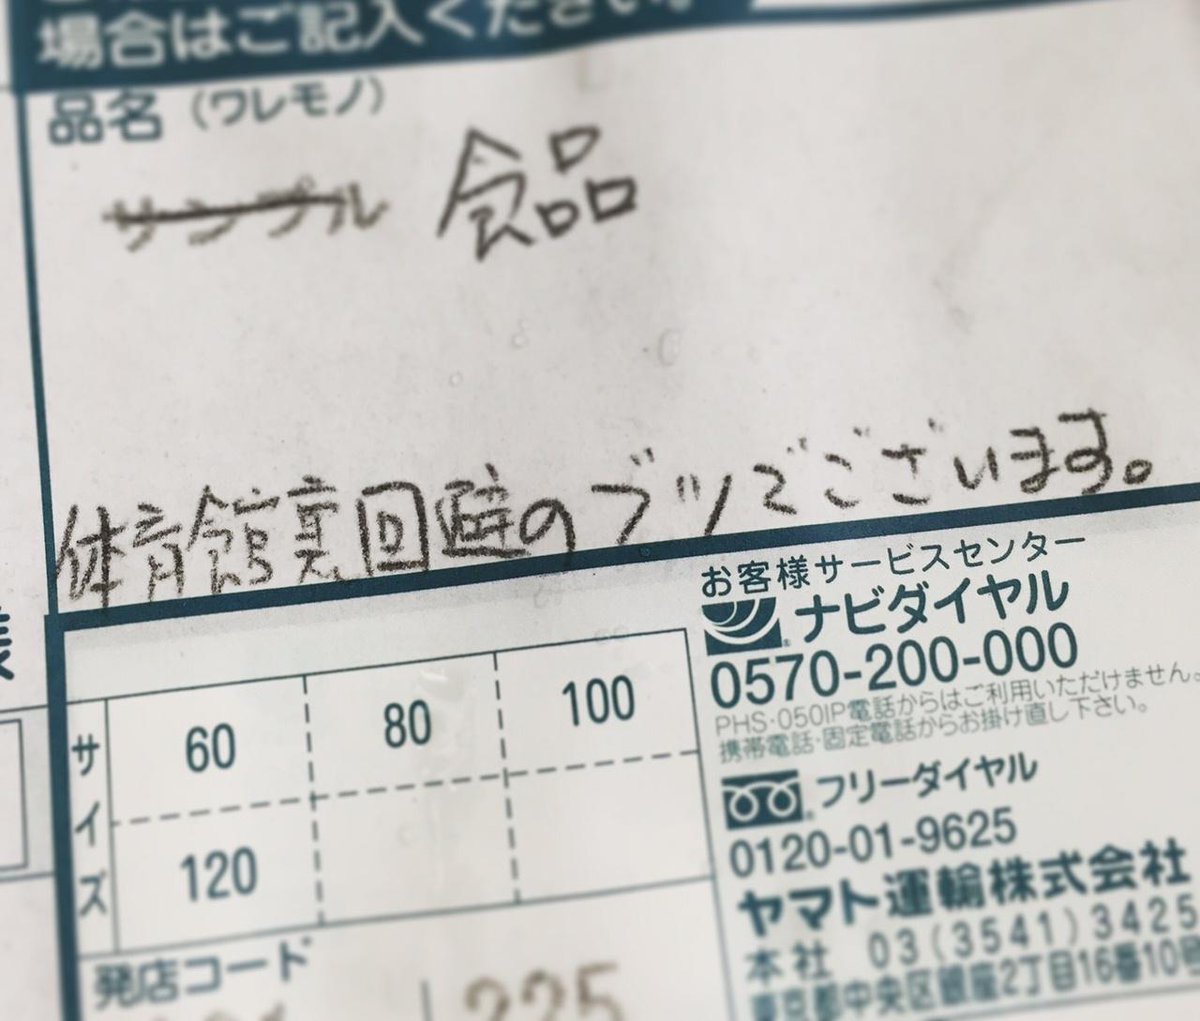 場合はご記入ください。
品名(ワレモノ)
サンプル 食品
体育館裏回避のブツでございます。
お客様サービスセンター
ナビダイヤル
0570-200-000
PHS・050IP電話からはご利用いただけません。
携帯電話・固定電話からお掛け直し下さい。
フリーダイヤル
0120-01-9625
ヤマト運輸株式会社
本社 03(3541)3425
東京都中央区銀座2丁目16番10号
サイズ
60 80 100
120
発店コード
225